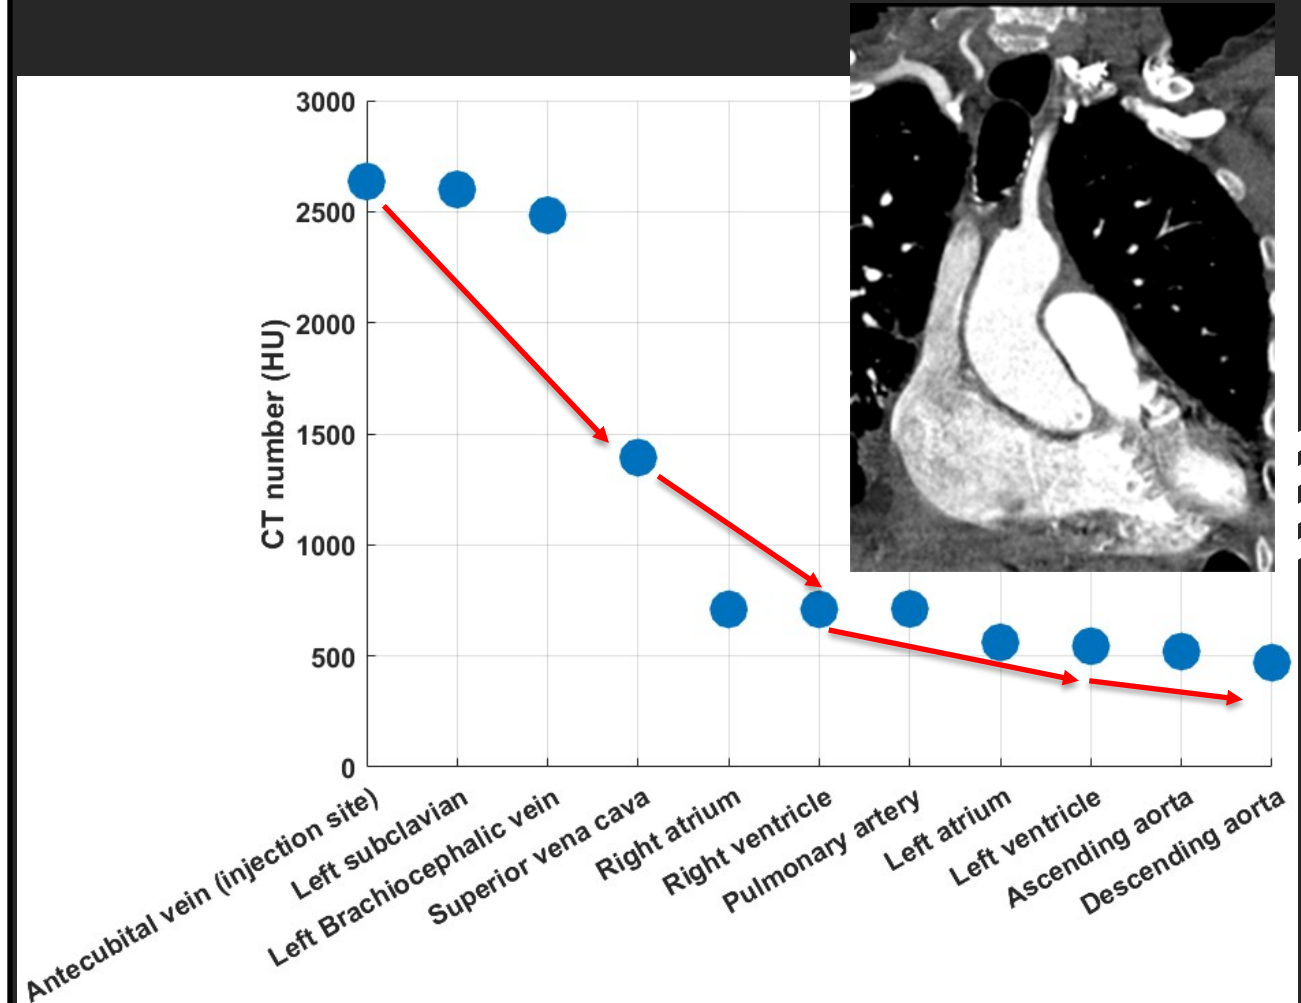 3000
2500
2000
1500
1000
500
0
CT number (HU)
Antecubital vein (injection site)
Left subclavian
Left Brachiocephalic vein
Superior vena cava
Right atrium
Right ventricle
Pulmonary artery
Left atrium
Left ventricle
Ascending aorta
Descending aorta